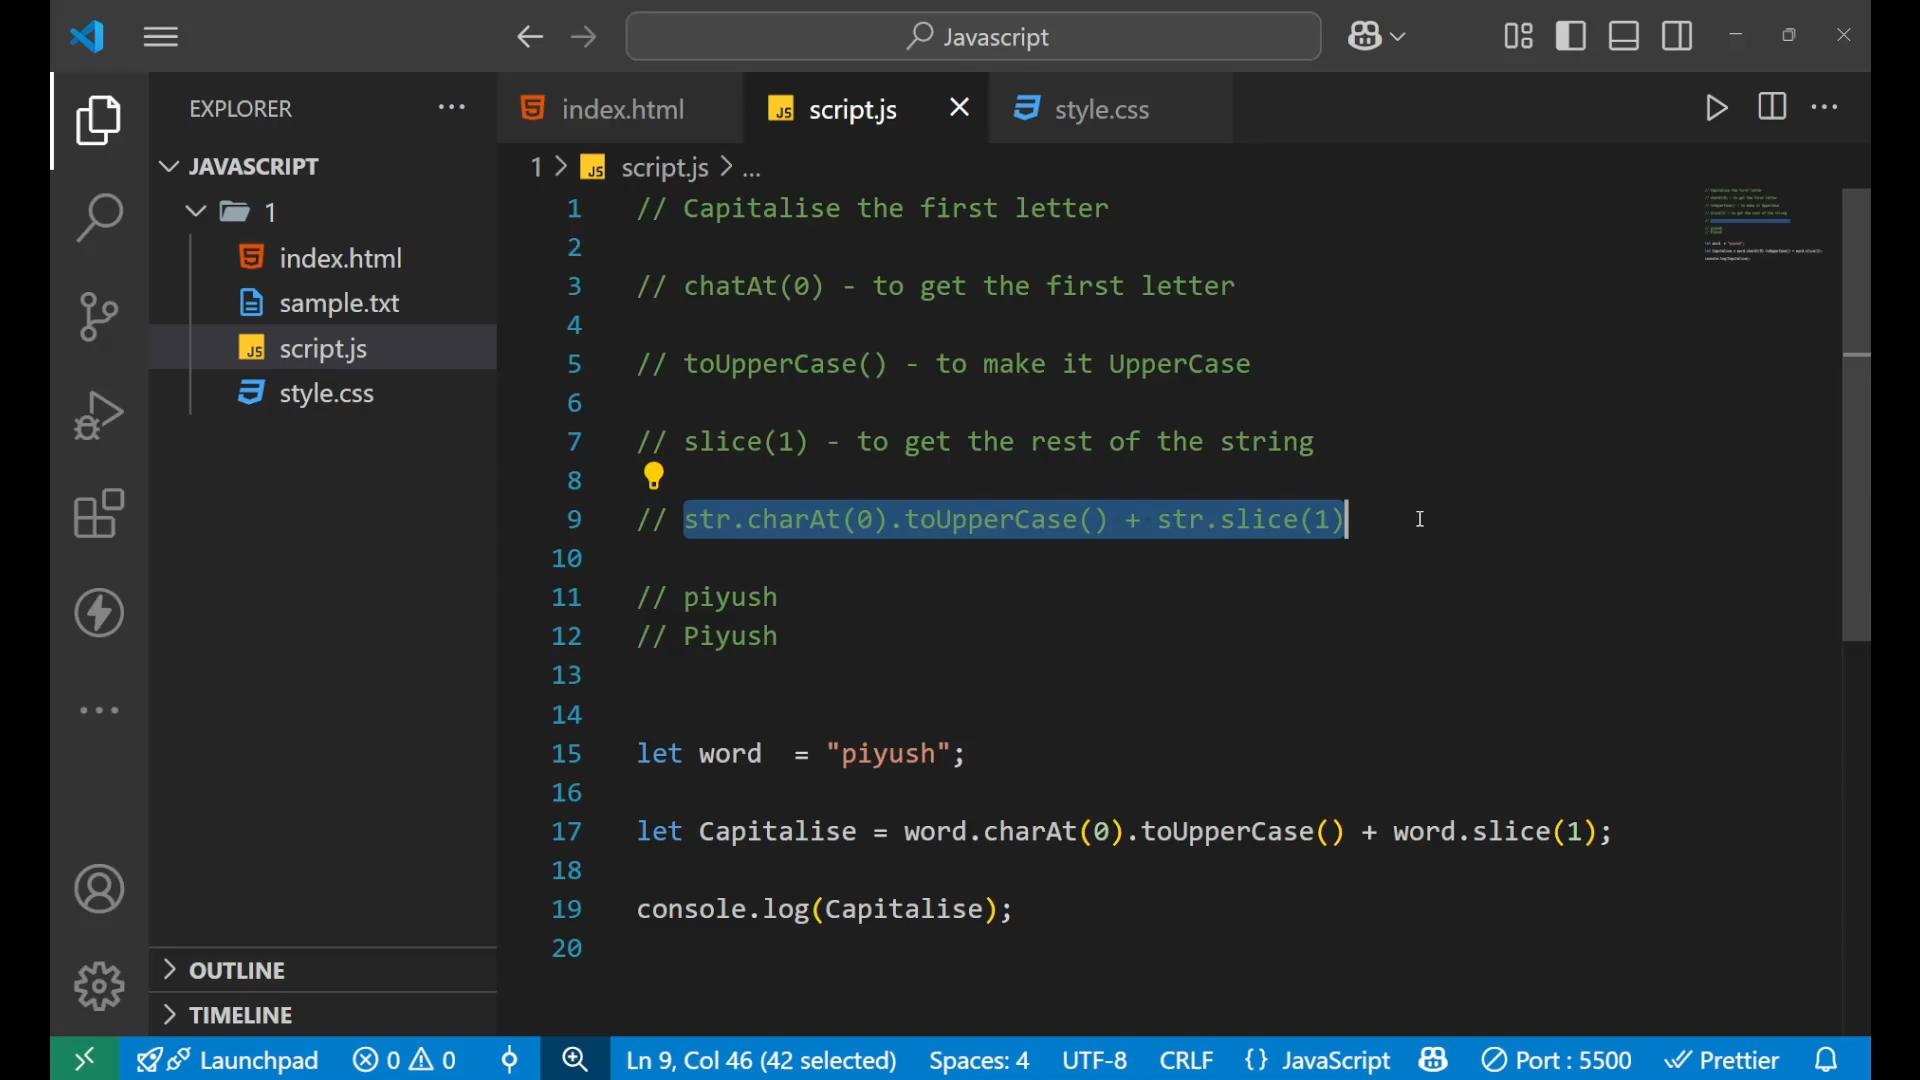 Javascript
EXPLORER
index.html
script.js
style.css
JAVASCRIPT
1
index.html
sample.txt
script.js
style.css
OUTLINE
TIMELINE
1 > JS script.js > ...
1 // Capitalise the first letter
2
3 // chatAt(0) - to get the first letter
4
5 // toUpperCase() - to make it UpperCase
6
7 // slice(1) - to get the rest of the string
8
9 // str.charAt(0).toUpperCase() + str.slice(1)
10
11 // piyush
12 // Piyush
13
14
15 let word  = "piyush";
16
17 let Capitalise = word.charAt(0).toUpperCase() + word.slice(1);
18
19 console.log(Capitalise);
20
Launchpad 0 0 Ln 9, Col 46 (42 selected) Spaces: 4 UTF-8 CRLF {} JavaScript Port : 5500 Prettier